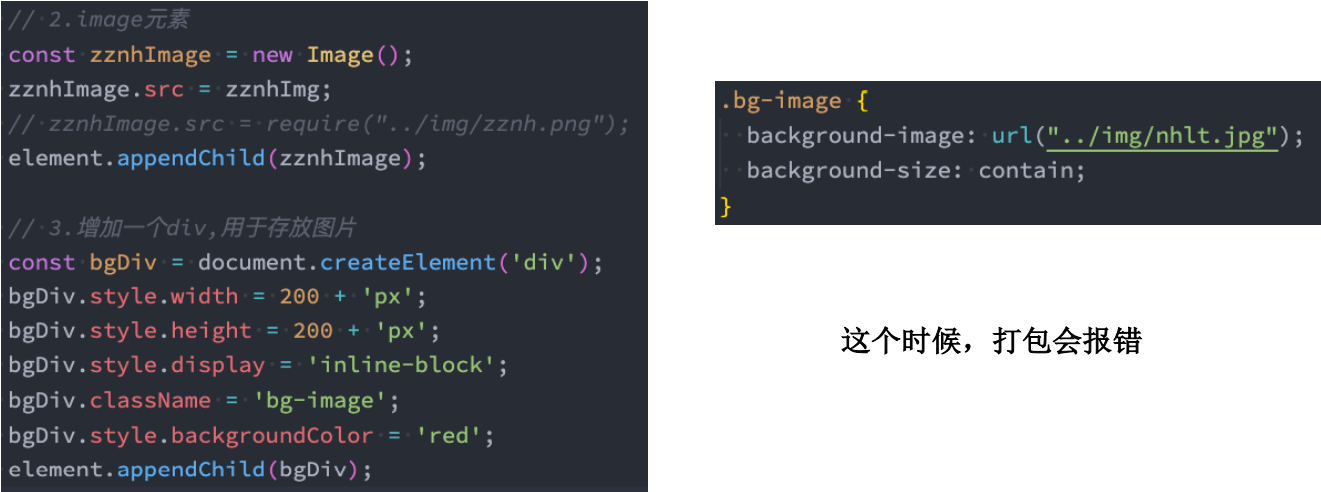 // 2.image元素
const zznhImage = new Image();
zznhImage.src = zznhImg;
// zznhImage.src = require("../img/zznh.png");
element.appendChild(zznhImage);
// 3.增加一个div,用于存放图片
const bgDiv = document.createElement('div');
bgDiv.style.width = 200 + 'px';
bgDiv.style.height = 200 + 'px';
bgDiv.style.display = 'inline-block';
bgDiv.className = 'bg-image';
bgDiv.style.backgroundColor = 'red';
element.appendChild(bgDiv);
.bg-image {
background-image: url("../img/nhlt.jpg");
background-size: contain;
}
这个时候，打包会报错